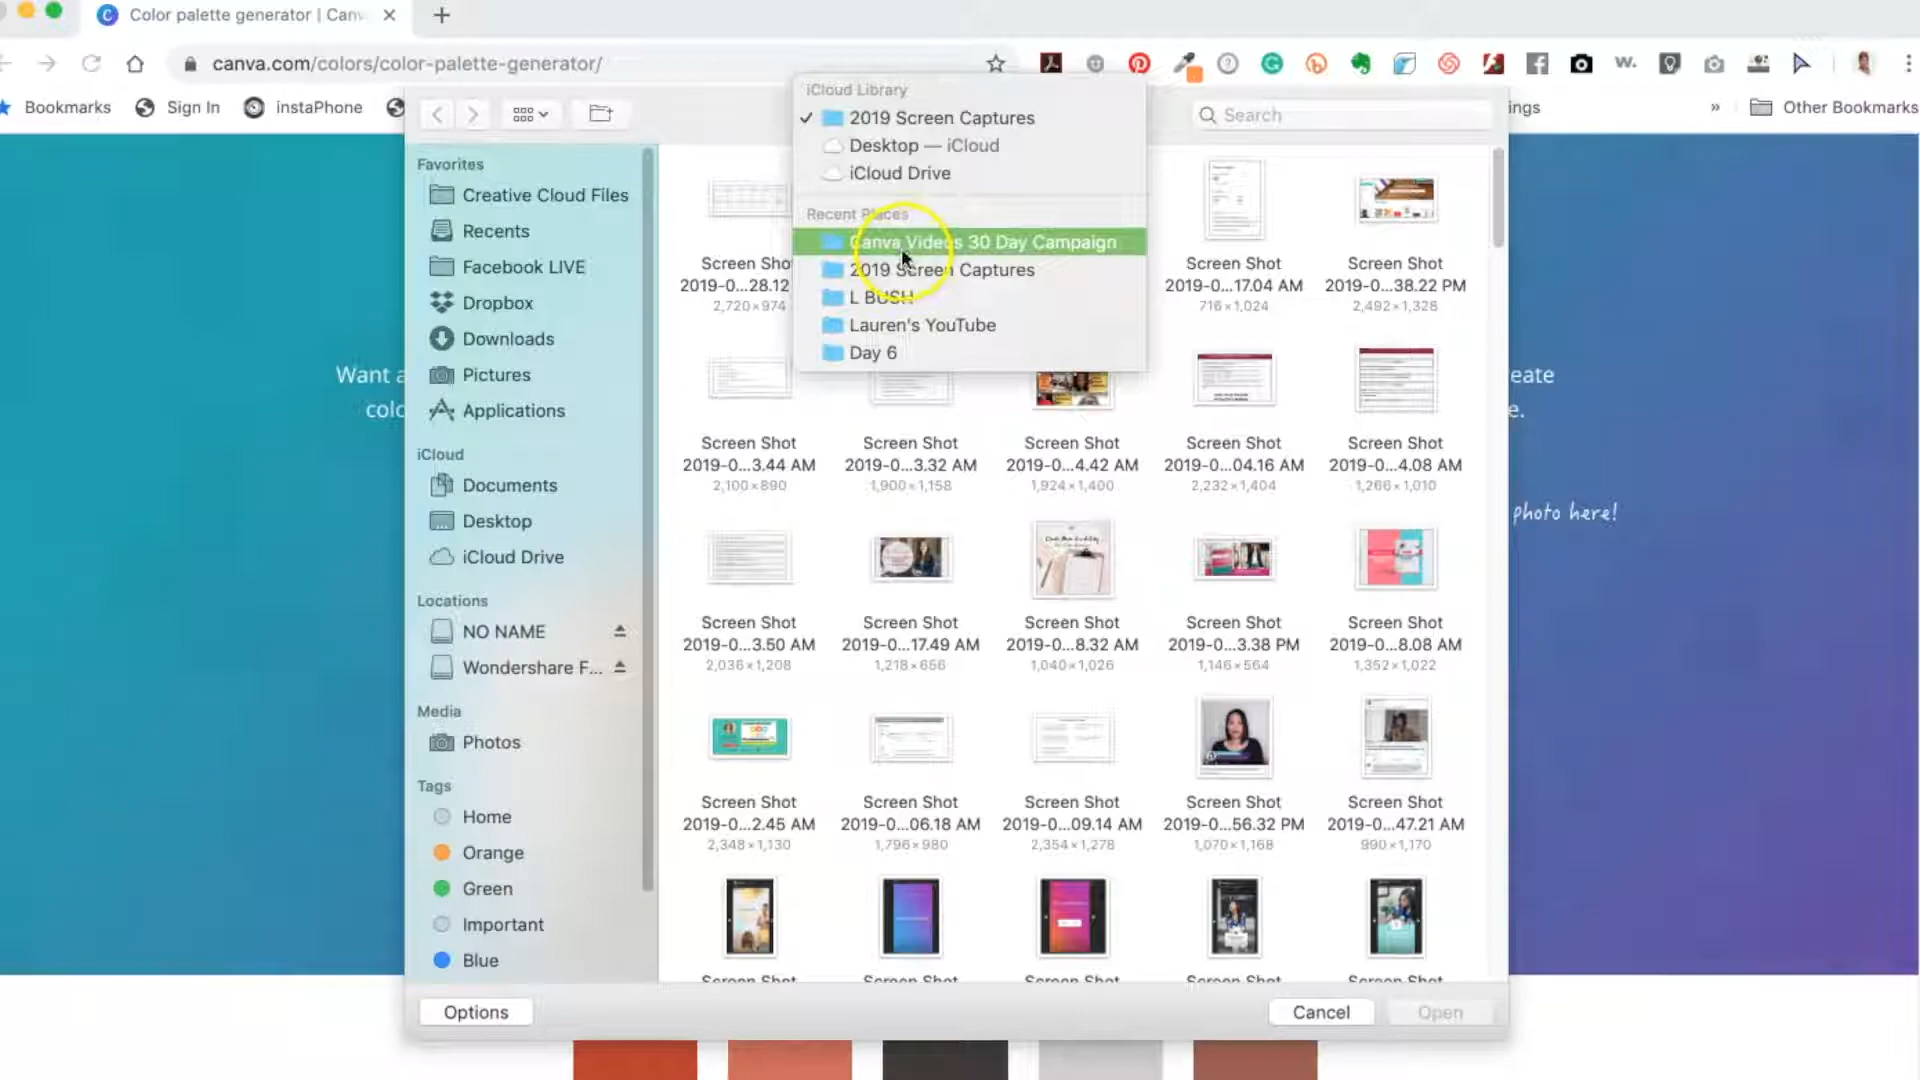 Color palette generator | Canv
canva.com/colors/color-palette-generator/
W.
Bookmarks
Sign In
instaPhone
ings
»
Other Bookmarks
iCloud Library
2019 Screen Captures
Desktop — iCloud
iCloud Drive
Recent Places
Canva Videos 30 Day Campaign
2019 Screen Captures
L BUSH
Lauren's YouTube
Day 6
Search
Favorites
Creative Cloud Files
Recents
Facebook LIVE
Dropbox
Downloads
Pictures
Applications
iCloud
Documents
Desktop
iCloud Drive
Locations
NO NAME
Wondershare F...
Media
Photos
Tags
Home
Orange
Green
Important
Blue
Want a
colo
eate
e.
photo here!
Screen Sho
2019-0...28.12
2,720×974
Screen Shot
2019-0...17.04 AM
716×1,024
Screen Shot
2019-0...38.22 PM
2,492×1,328
Screen Shot
2019-0...3.44 AM
2,100×890
Screen Shot
2019-0...3.32 AM
1,900×1,158
Screen Shot
2019-0...4.42 AM
1,924×1,400
Screen Shot
2019-0...04.16 AM
2,232×1,404
Screen Shot
2019-0...4.08 AM
1,266×1,010
Screen Shot
2019-0...3.50 AM
2,036×1,208
Screen Shot
2019-0...17.49 AM
1,218×656
Screen Shot
2019-0...8.32 AM
1,040×1,026
Screen Shot
2019-0...3.38 PM
1,146×564
Screen Shot
2019-0...8.08 AM
1,352×1,022
Screen Shot
2019-0...2.45 AM
2,348×1,130
Screen Shot
2019-0...06.18 AM
1,796×980
Screen Shot
2019-0...09.14 AM
2,354×1,278
Screen Shot
2019-0...56.32 PM
1,070×1,168
Screen Shot
2019-0...47.21 AM
990×1,170
Screen Shot
Screen Shot
Screen Shot
Screen Shot
Screen Shot
Options
Cancel
Open